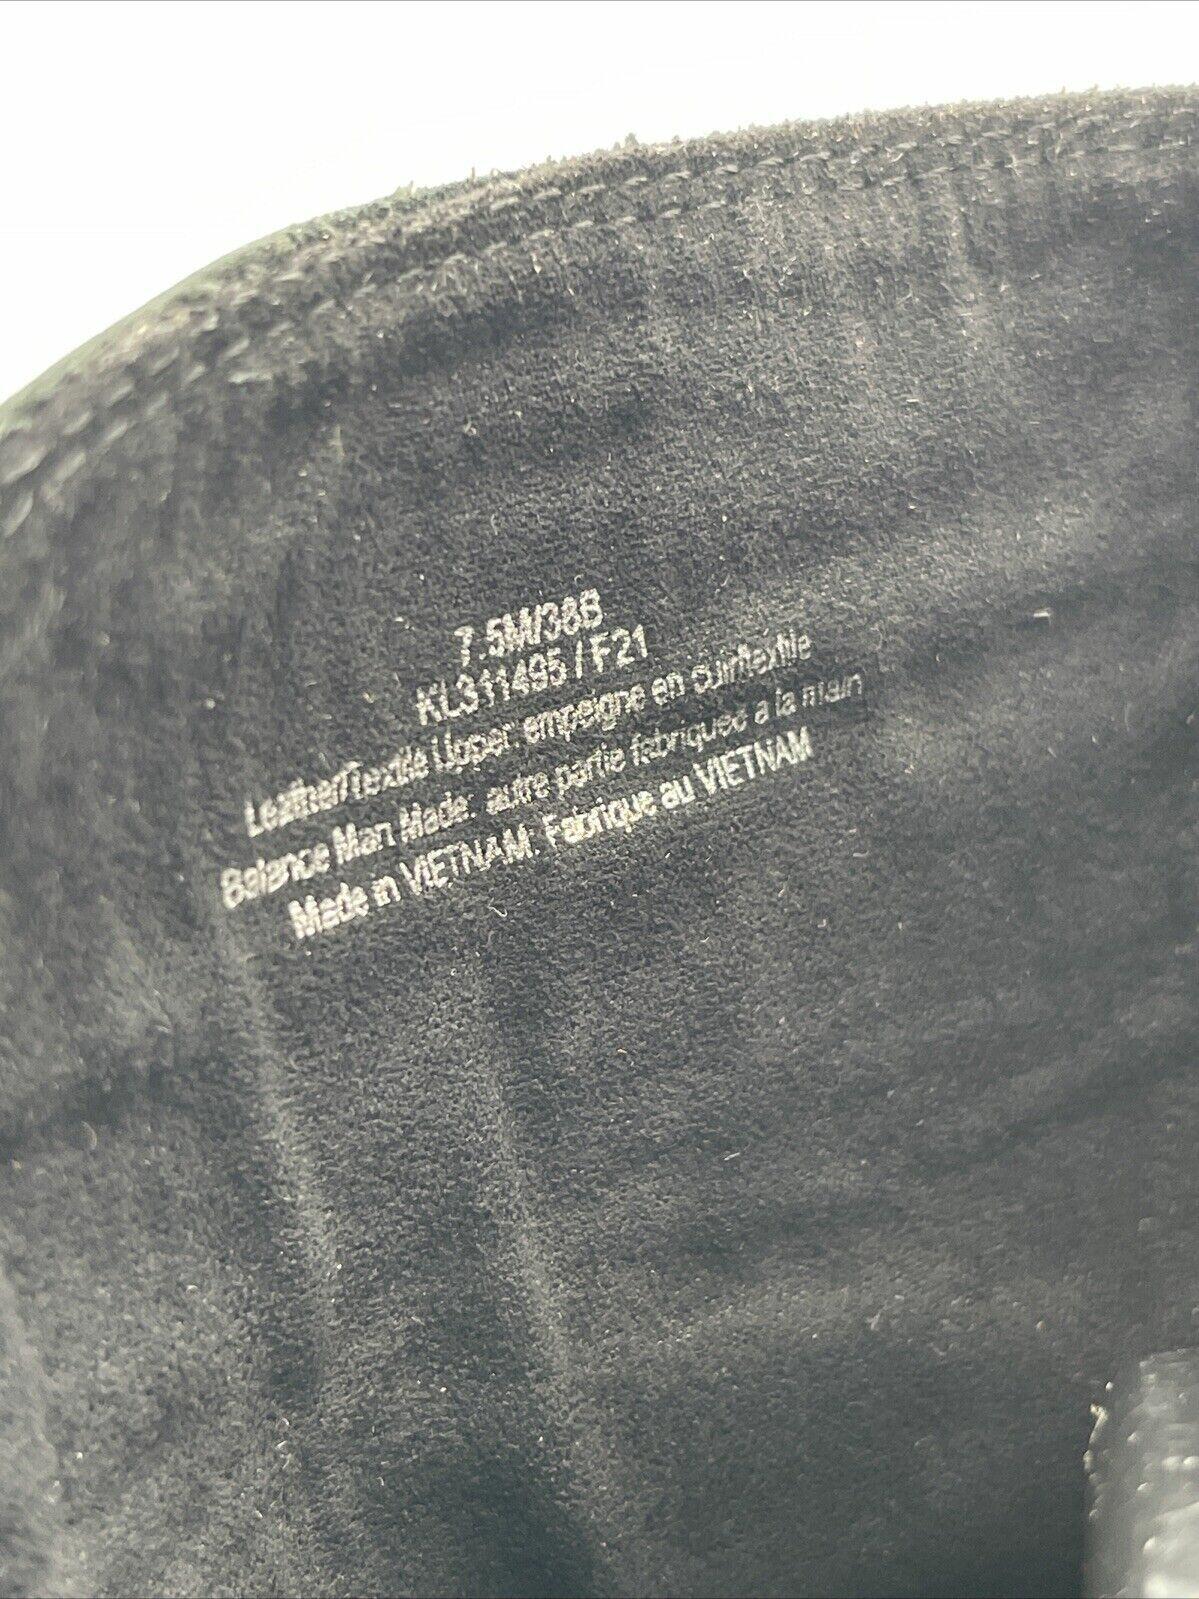 7.5M/38B
KL311495 / F21
Leather/Textile Upper: empeigne en cuir/textile
Balance Man Made: autre partie fabriquee a la main
Made in VIETNAM. Fabrique au VIETNAM